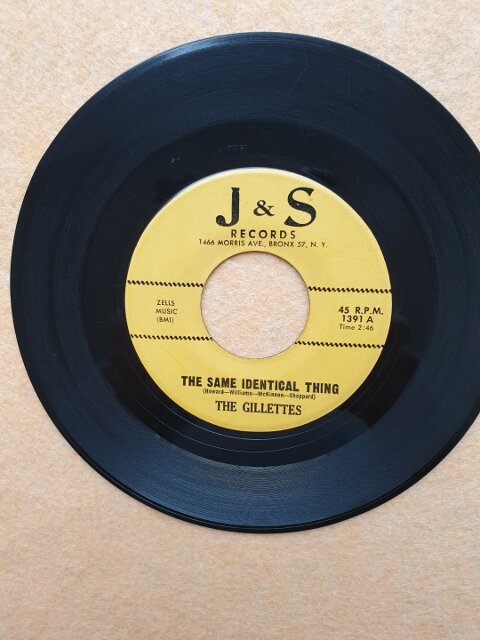 J & S
RECORDS
1466 MORRIS AVE., BRONX 57, N. Y.
ZELLS
MUSIC
(BMI)
45 R.P.M.
1391 A
Time 2:46
THE SAME IDENTICAL THING
(Howard—Williams—McKinnon—Sheppard)
THE GILLETTES